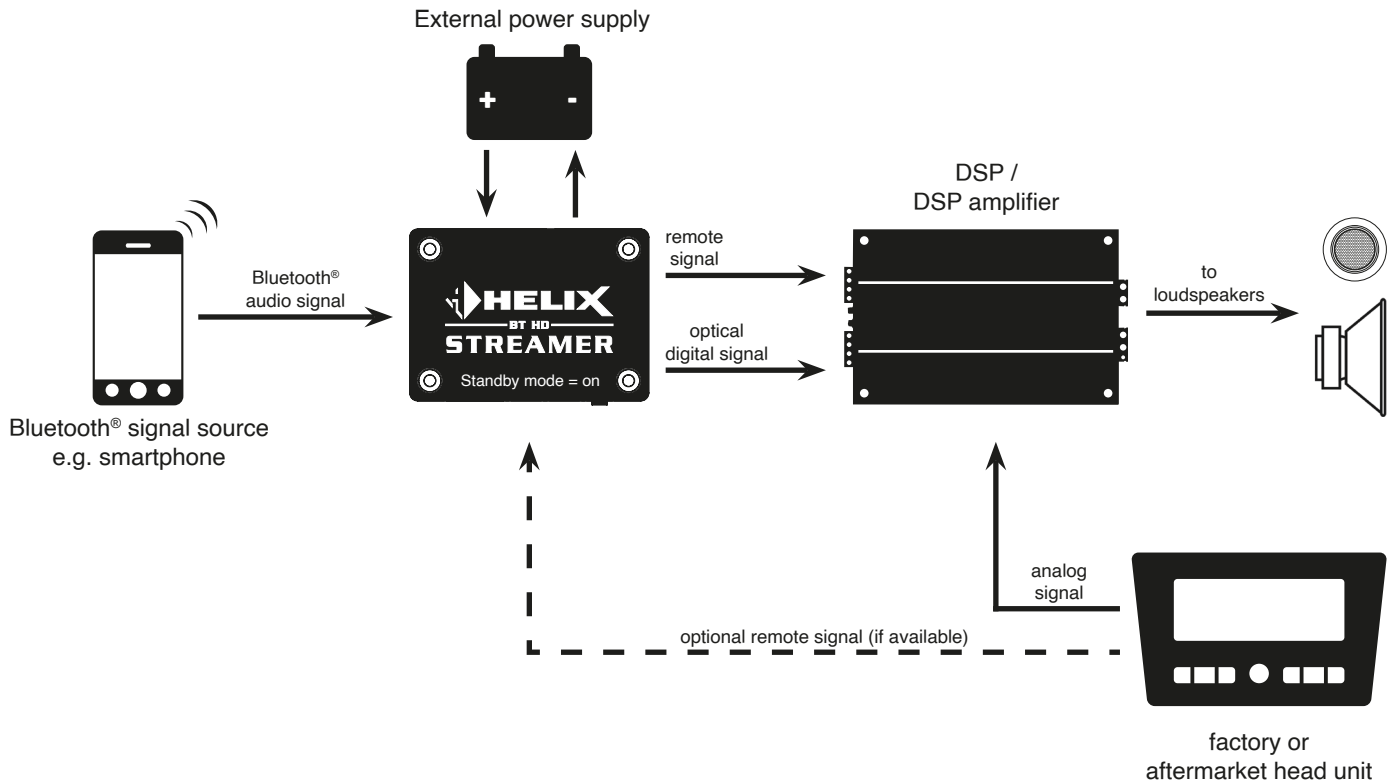 External power supply
+ -
DSP /
DSP amplifier
Bluetooth®
audio signal
remote
signal
to
loudspeakers
HELIX
BT HD
STREAMER
Standby mode = on
optical
digital signal
Bluetooth® signal source
e.g. smartphone
analog
signal
optional remote signal (if available)
factory or
aftermarket head unit